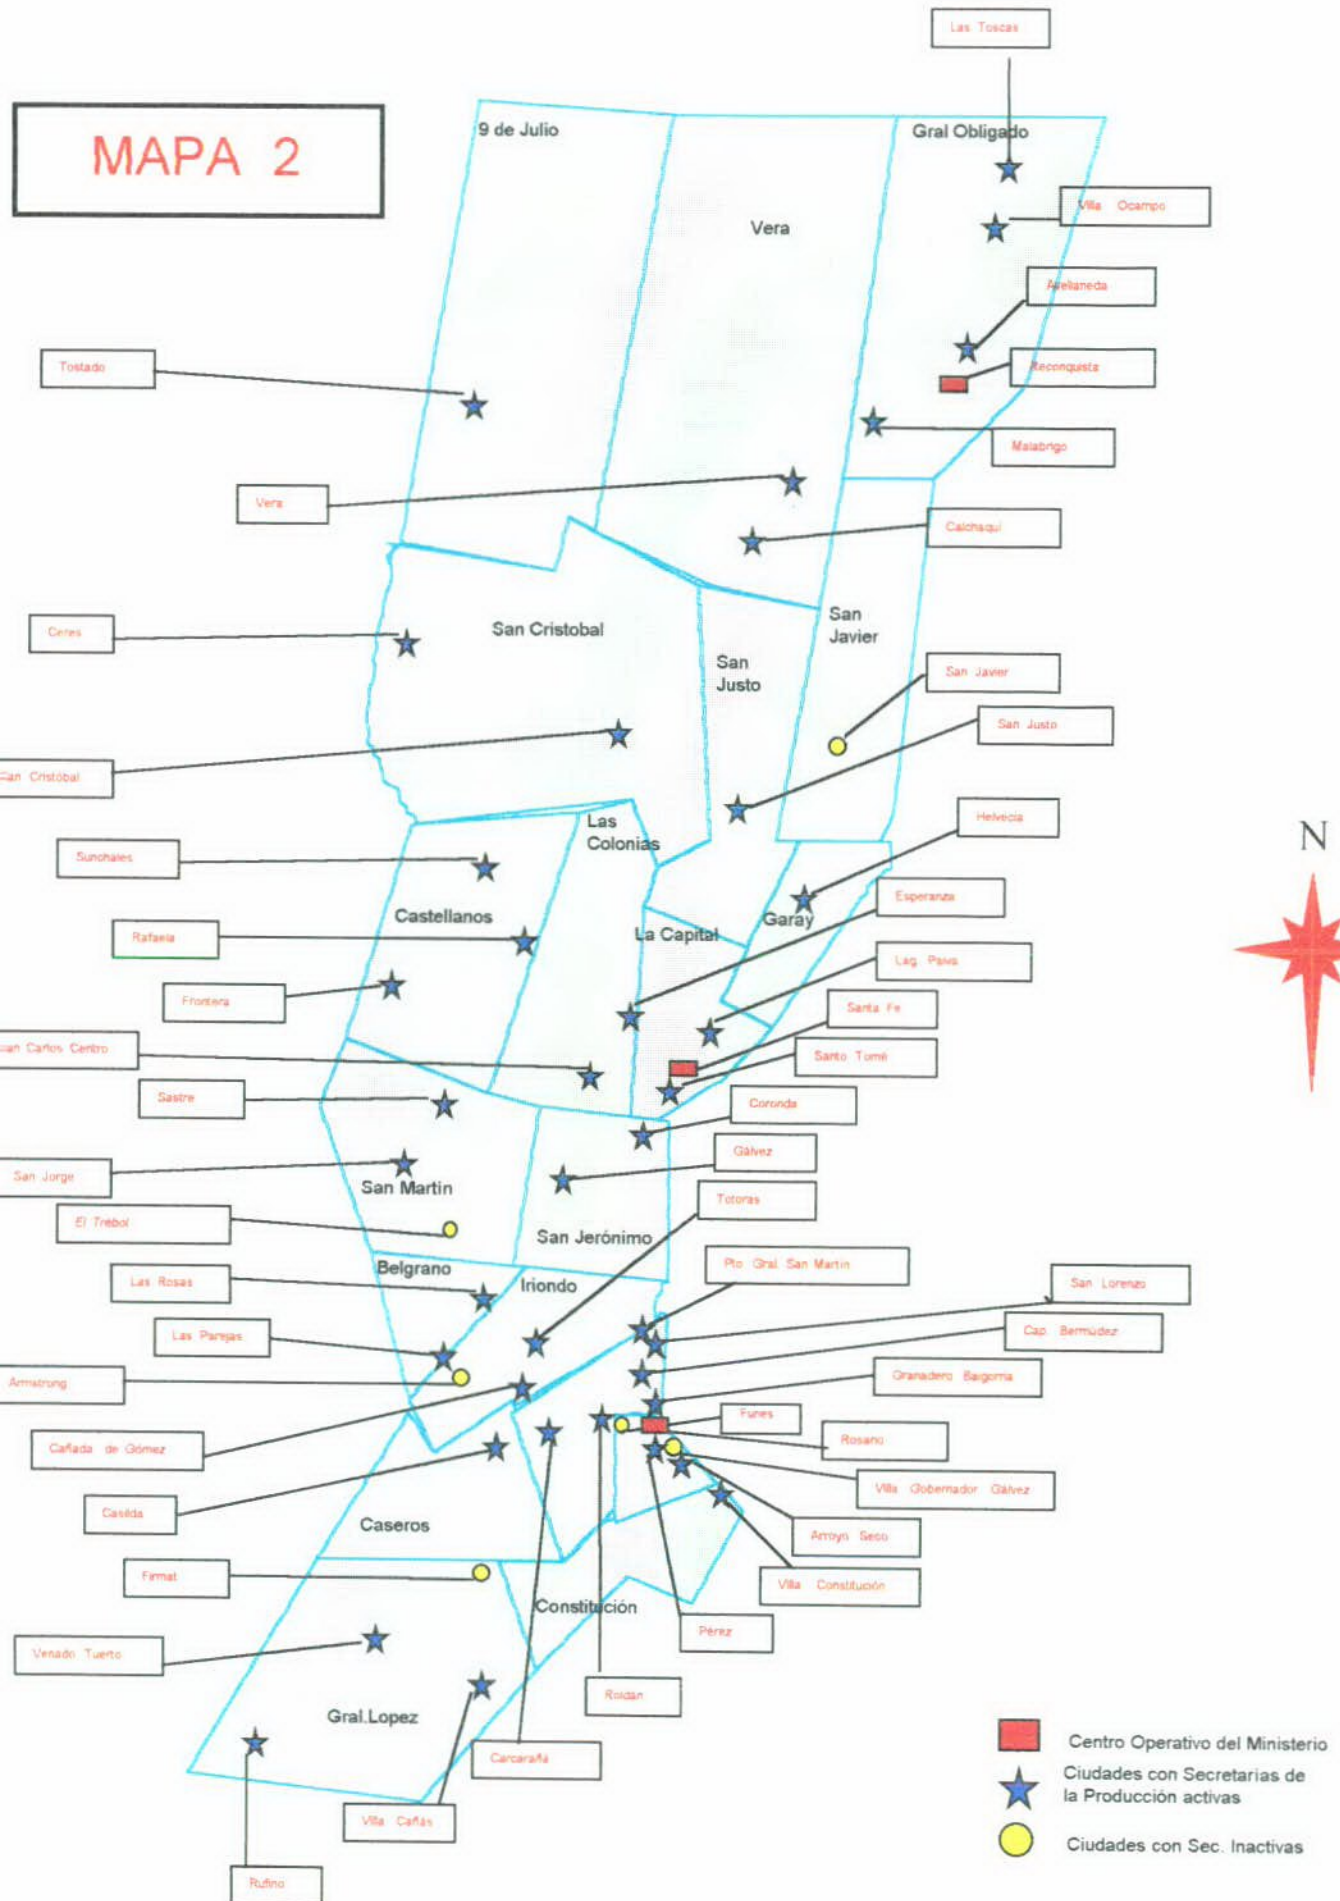 Las Toscas
MAPA 2
9 de Julio
Gral Obligado
Villa Ocampo
Vera
Avellaneda
Tostado
Reconquista
Malabrigo
Vera
Calchaquí
Ceres
San Cristobal
San
Javier
San
Justo
San Javier
San Justo
San Cristóbal
Las
Colonias
Helvecia
N
Sunchales
Castellanos
Esperanza
Garay
La Capital
Rafaela
Lag. Paiva
Frontera
Santa Fe
Carlos Centro
Santo Tomé
Sastre
Coronda
Gálvez
San Jorge
San Martin
Totoras
El Trébol
San Jerónimo
Belgrano
Pto Gral. San Martín
Las Rosas
Iriondo
San Lorenzo
Las Parejas
Cap. Bermúdez
Armstrong
Granadero Baigorria
Funes
Cañada de Gómez
Rosario
Villa Gobernador Gálvez
Casilda
Caseros
Arroyo Seco
Firmat
Villa Constitución
Constitución
Pérez
Venado Tuerto
Roldán
Gral.Lopez
Carcarañá
Villa Cañás
Rufino
Centro Operativo del Ministerio
Ciudades con Secretarias de
la Producción activas
Ciudades con Sec. Inactivas